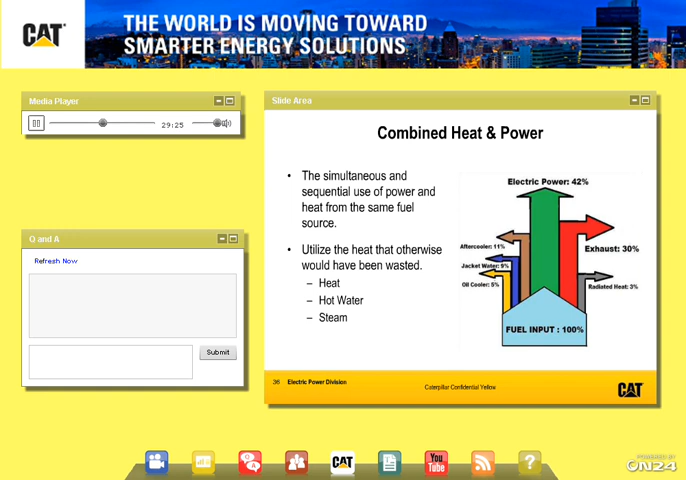 CAT
THE WORLD IS MOVING TOWARD
SMARTER ENERGY SOLUTIONS
Media Player
29:25
Q and A
Refresh Now
Submit
Slide Area
Combined Heat & Power
• The simultaneous and
sequential use of power and
heat from the same fuel
source.
• Utilize the heat that otherwise
would have been wasted.
– Heat
– Hot Water
– Steam
Electric Power: 42%
Aftercooler: 11%
Exhaust: 30%
Jacket Water: 9%
Oil Cooler: 5%
Radiated Heat: 3%
FUEL INPUT : 100%
36 Electric Power Division
Caterpillar Confidential Yellow
CAT
Q
A
CAT
You
Tube
?
POWERED BY
ON24